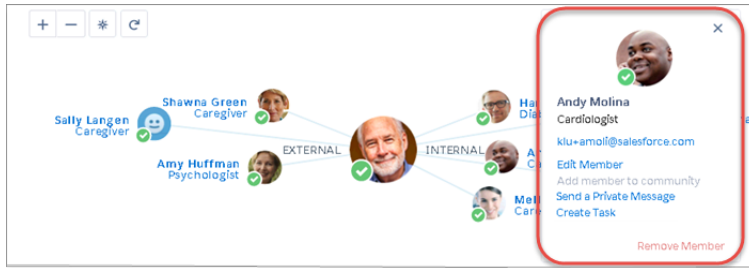 Shawna Green
Caregiver
Sally Langen
Caregiver
Amy Huffman
Psychologist
EXTERNAL
INTERNAL
Andy Molina
Cardiologist
klu+amoli@salesforce.com
Edit Member
Add member to community
Send a Private Message
Create Task
Remove Member